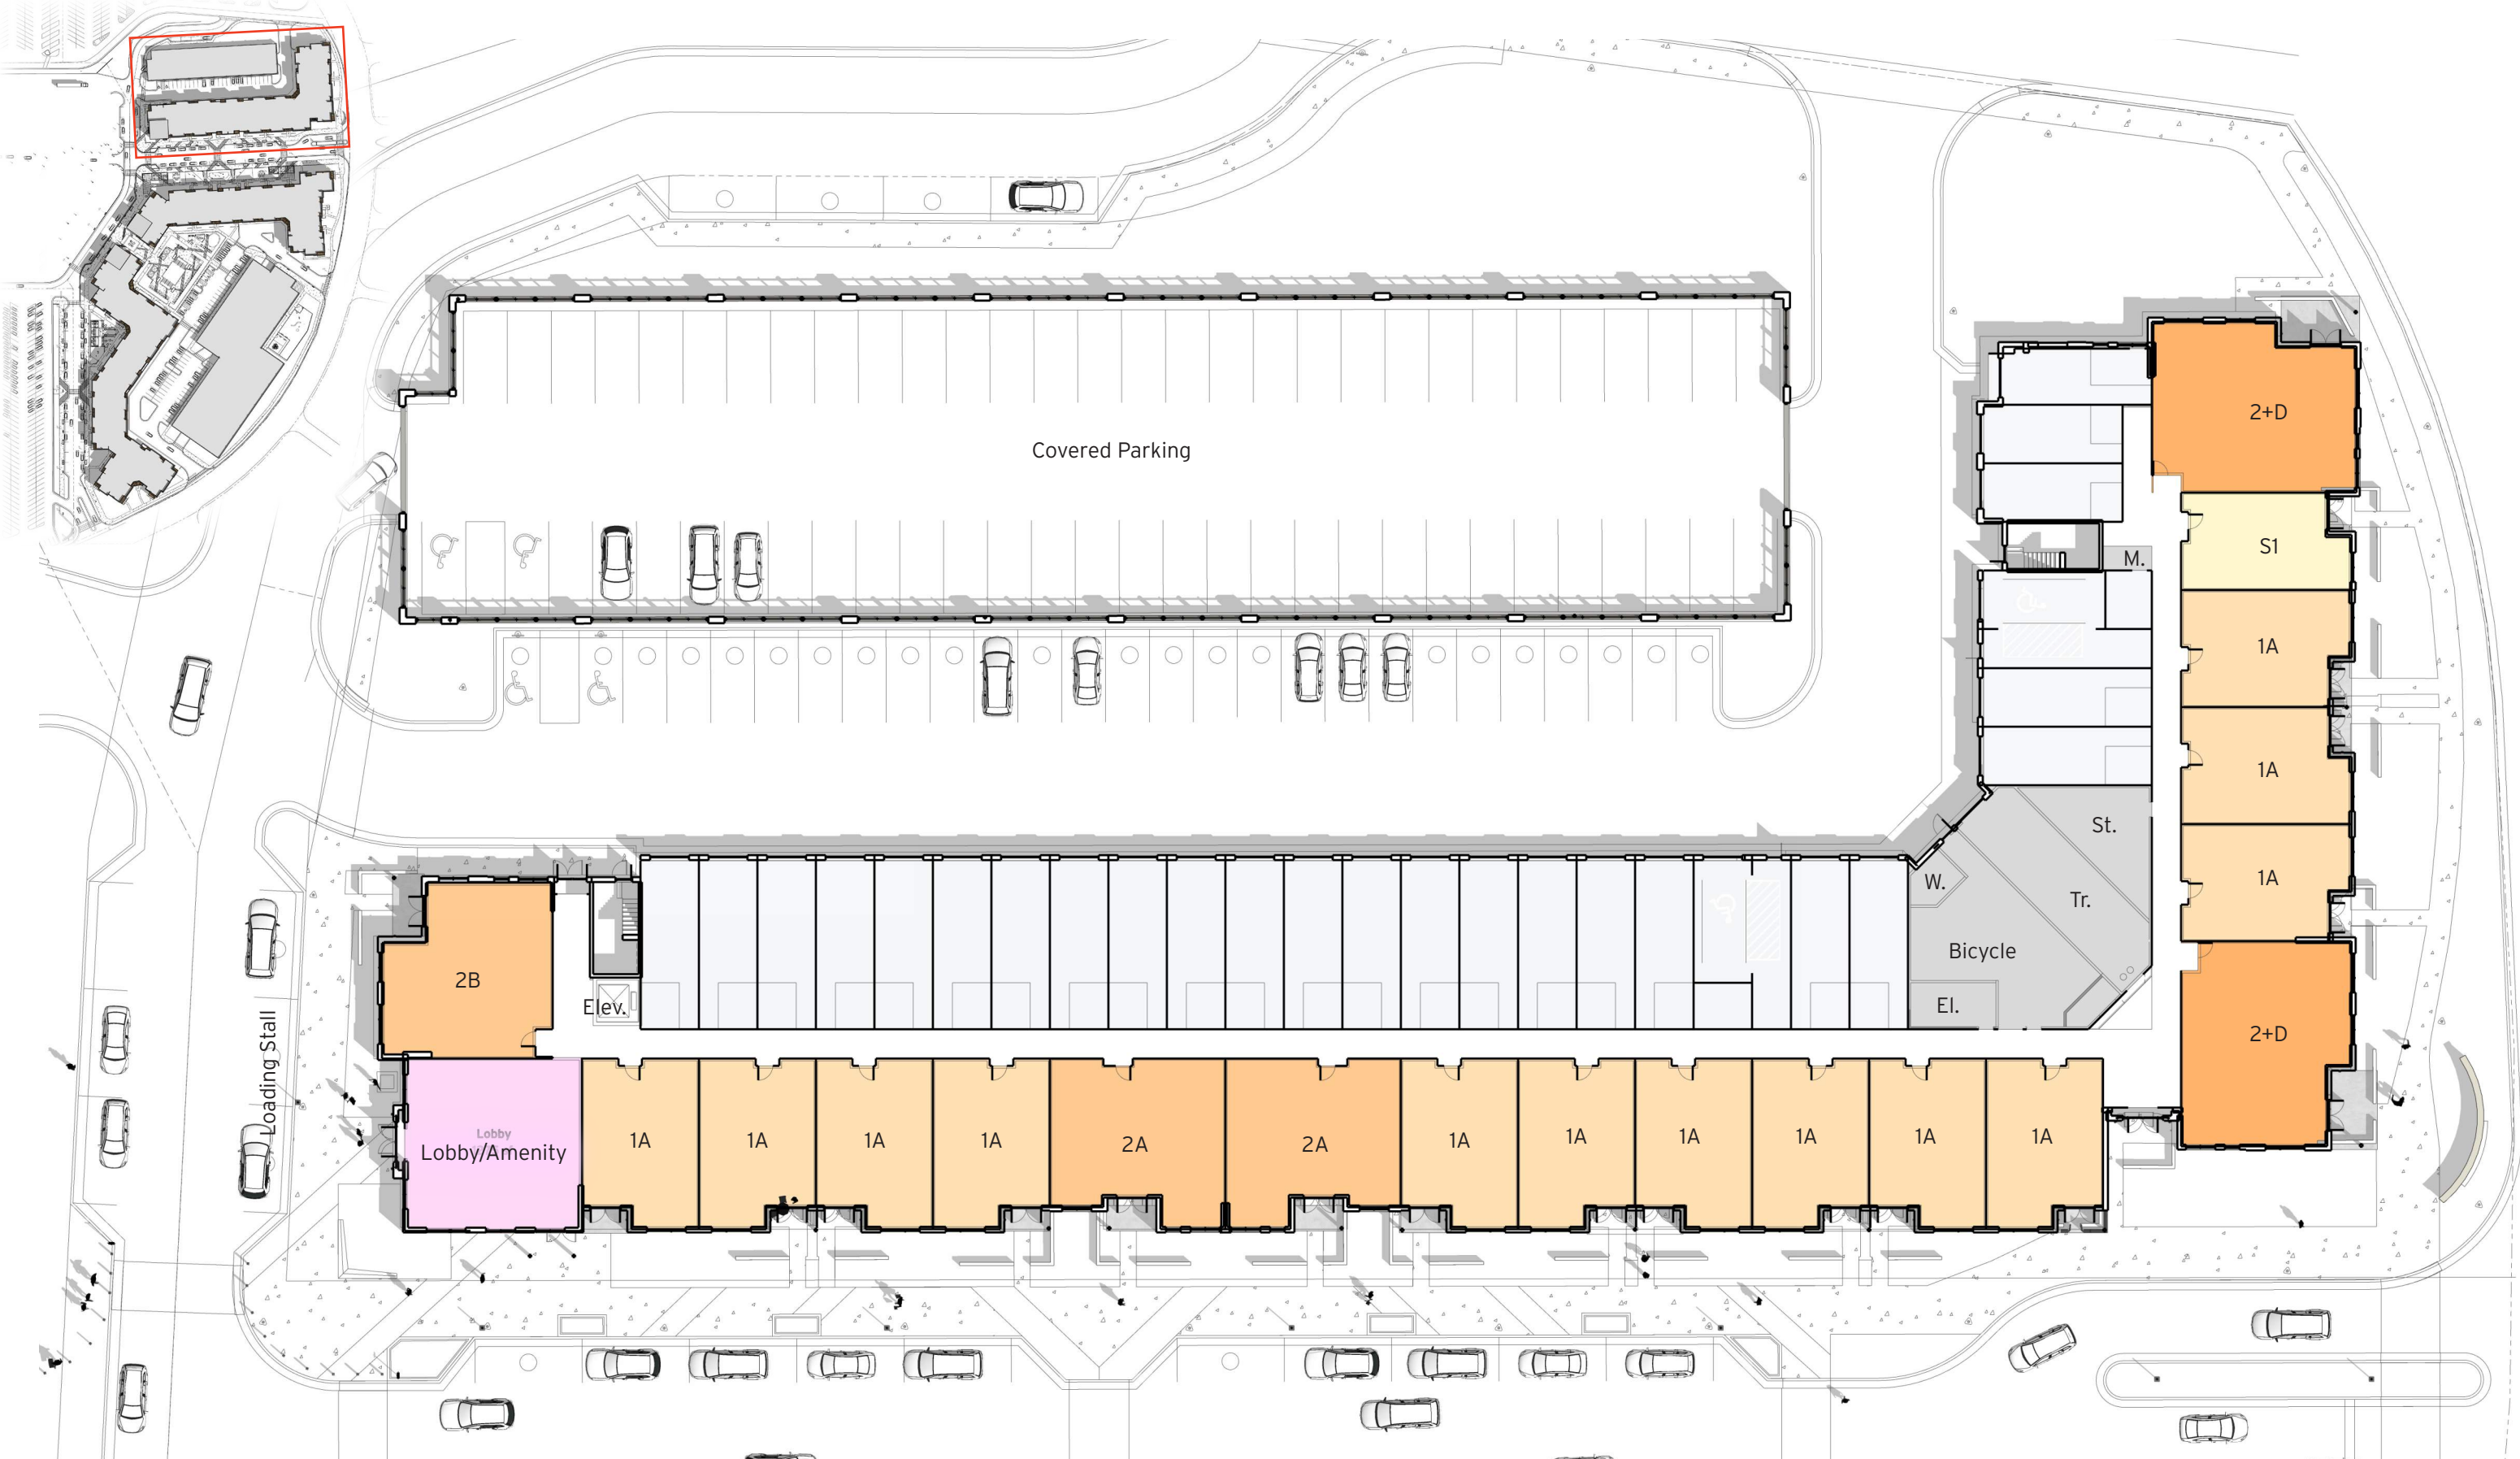 Covered Parking
2+D
S1
M.
1A
1A
St.
1A
W.
Tr.
Bicycle
2B
Elev.
El.
2+D
Loading Stall
Lobby
Lobby/Amenity
1A
1A
1A
1A
2A
2A
1A
1A
1A
1A
1A
1A